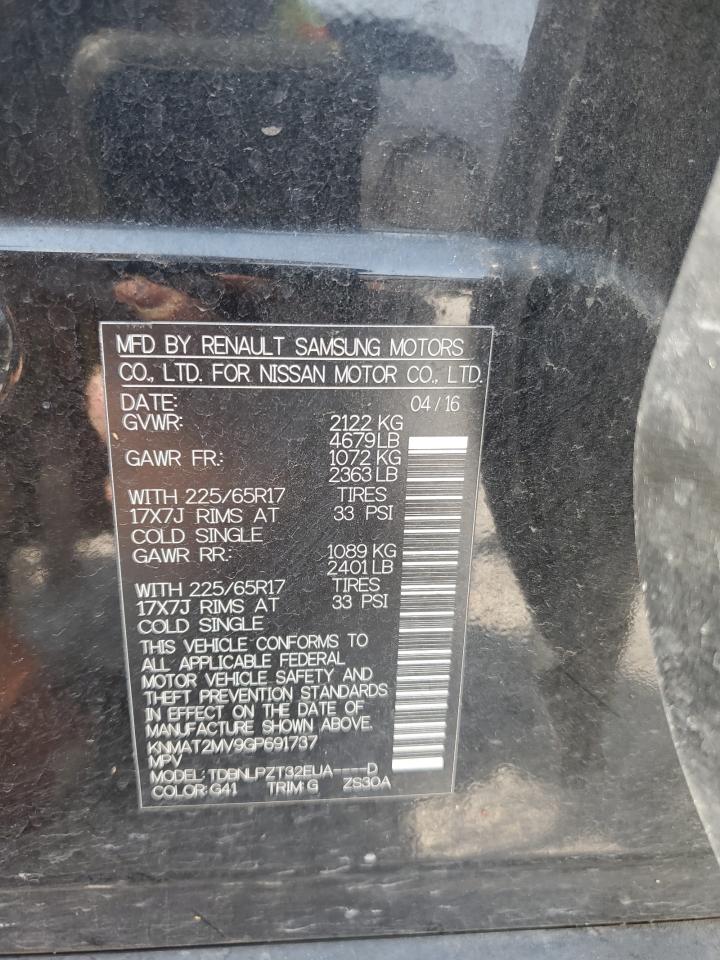 MFD BY RENAULT SAMSUNG MOTORS
CO., LTD. FOR NISSAN MOTOR CO., LTD.
DATE: 04/16
GVWR: 2122 KG
4679LB
GAWR FR: 1072 KG
2363LB
WITH 225/65R17 TIRES
17X7J RIMS AT 33 PSI
COLD SINGLE
GAWR RR: 1089 KG
2401LB
WITH 225/65R17 TIRES
17X7J RIMS AT 33 PSI
COLD SINGLE
THIS VEHICLE CONFORMS TO
ALL APPLICABLE FEDERAL
MOTOR VEHICLE SAFETY AND
THEFT PREVENTION STANDARDS
IN EFFECT ON THE DATE OF
MANUFACTURE SHOWN ABOVE.
KNMAT2MV9GP691737
MPV
MODEL: TDBNLPZT32EUA----D
COLOR:G41 TRIM:G ZS30A